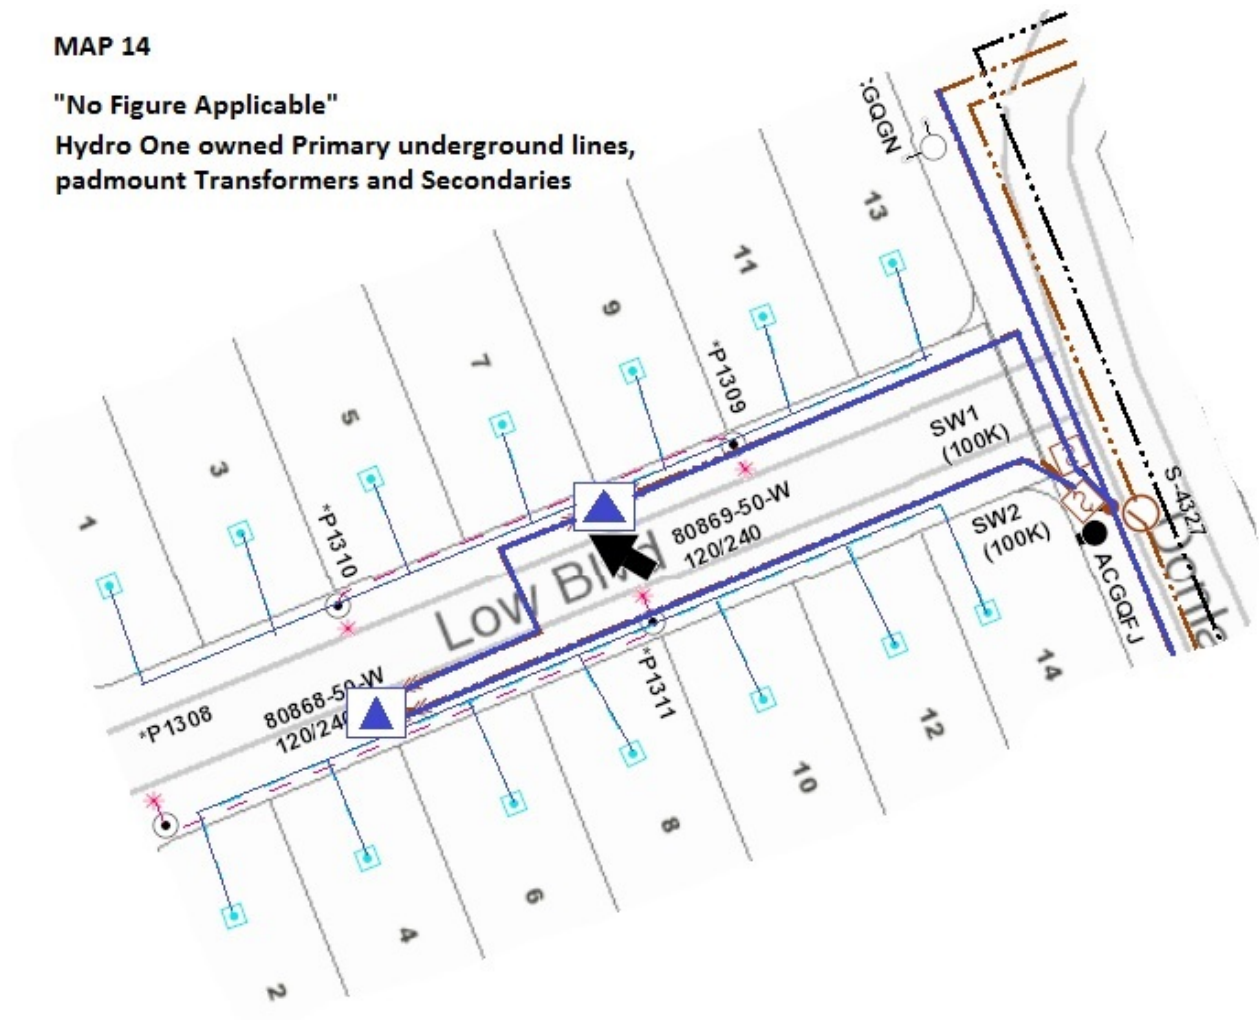 MAP 14
"No Figure Applicable"
Hydro One owned Primary underground lines,
padmount Transformers and Secondaries
:GQGN
13
11
9
7
5
3
1
*P1309
*P1310
SW1
(100K)
S-4327
80869-50-W
120/240
SW2
(100K)
Low Blvd
ACGQFJ
*P1311
80868-50-W
120/240
*P1308
14
12
10
8
6
4
2